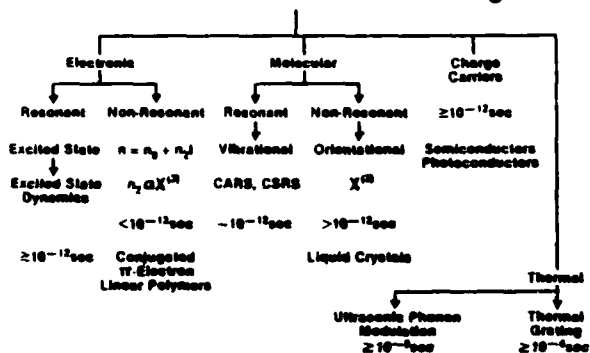 Electronic Molecular Charge
Carriers
Resonant Non-Resonant Resonant Non-Resonant ≥10⁻¹²sec
Excited State n = n₀ + n₂I Vibrational Orientational Semiconductors
Photoconductors
Excited State n₂ α X⁽³⁾ CARS, CSRS X⁽³⁾
Dynamics
<10⁻¹²sec ~10⁻¹²sec >10⁻¹²sec
≥10⁻¹²sec Conjugated Liquid Crystals
π-Electron
Linear Polymers
Thermal
Ultrasonic Phonon Thermal
Modulation Grating